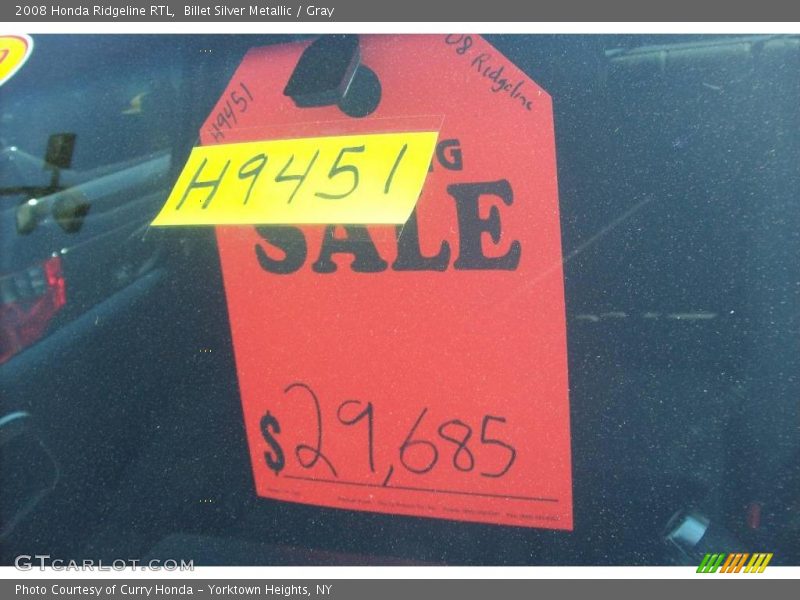 2008 Honda Ridgeline RTL,  Billet Silver Metallic / Gray
08 Ridgeline
H9451
G
H9451
SALE
$29,685
GTCARLOT.COM
Photo Courtesy of Curry Honda - Yorktown Heights, NY